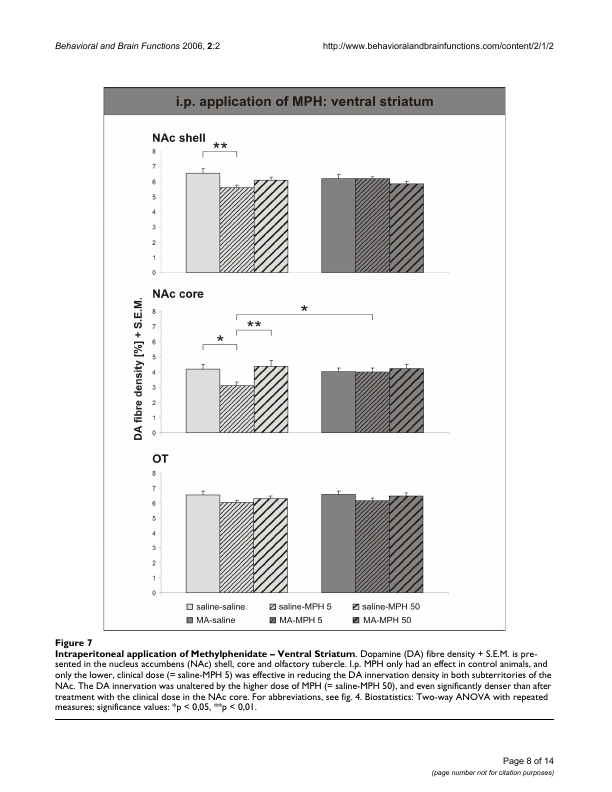 Behavioral and Brain Functions 2006, 2:2 http://www.behavioralandbrainfunctions.com/content/2/1/2
i.p. application of MPH: ventral striatum
NAc shell
**
8
7
6
5
4
3
2
1
0
NAc core
*
**
*
8
7
6
5
4
3
2
1
0
DA fibre density [%] + S.E.M.
OT
8
7
6
5
4
3
2
1
0
saline-saline saline-MPH 5 saline-MPH 50
MA-saline MA-MPH 5 MA-MPH 50
Figure 7
Intraperitoneal application of Methylphenidate – Ventral Striatum. Dopamine (DA) fibre density + S.E.M. is pre-
sented in the nucleus accumbens (NAc) shell, core and olfactory tubercle. I.p. MPH only had an effect in control animals, and
only the lower, clinical dose (= saline-MPH 5) was effective in reducing the DA innervation density in both subterritories of the
NAc. The DA innervation was unaltered by the higher dose of MPH (= saline-MPH 50), and even significantly denser than after
treatment with the clinical dose in the NAc core. For abbreviations, see fig. 4. Biostatistics: Two-way ANOVA with repeated
measures; significance values: *p < 0,05, **p < 0,01.
Page 8 of 14
(page number not for citation purposes)